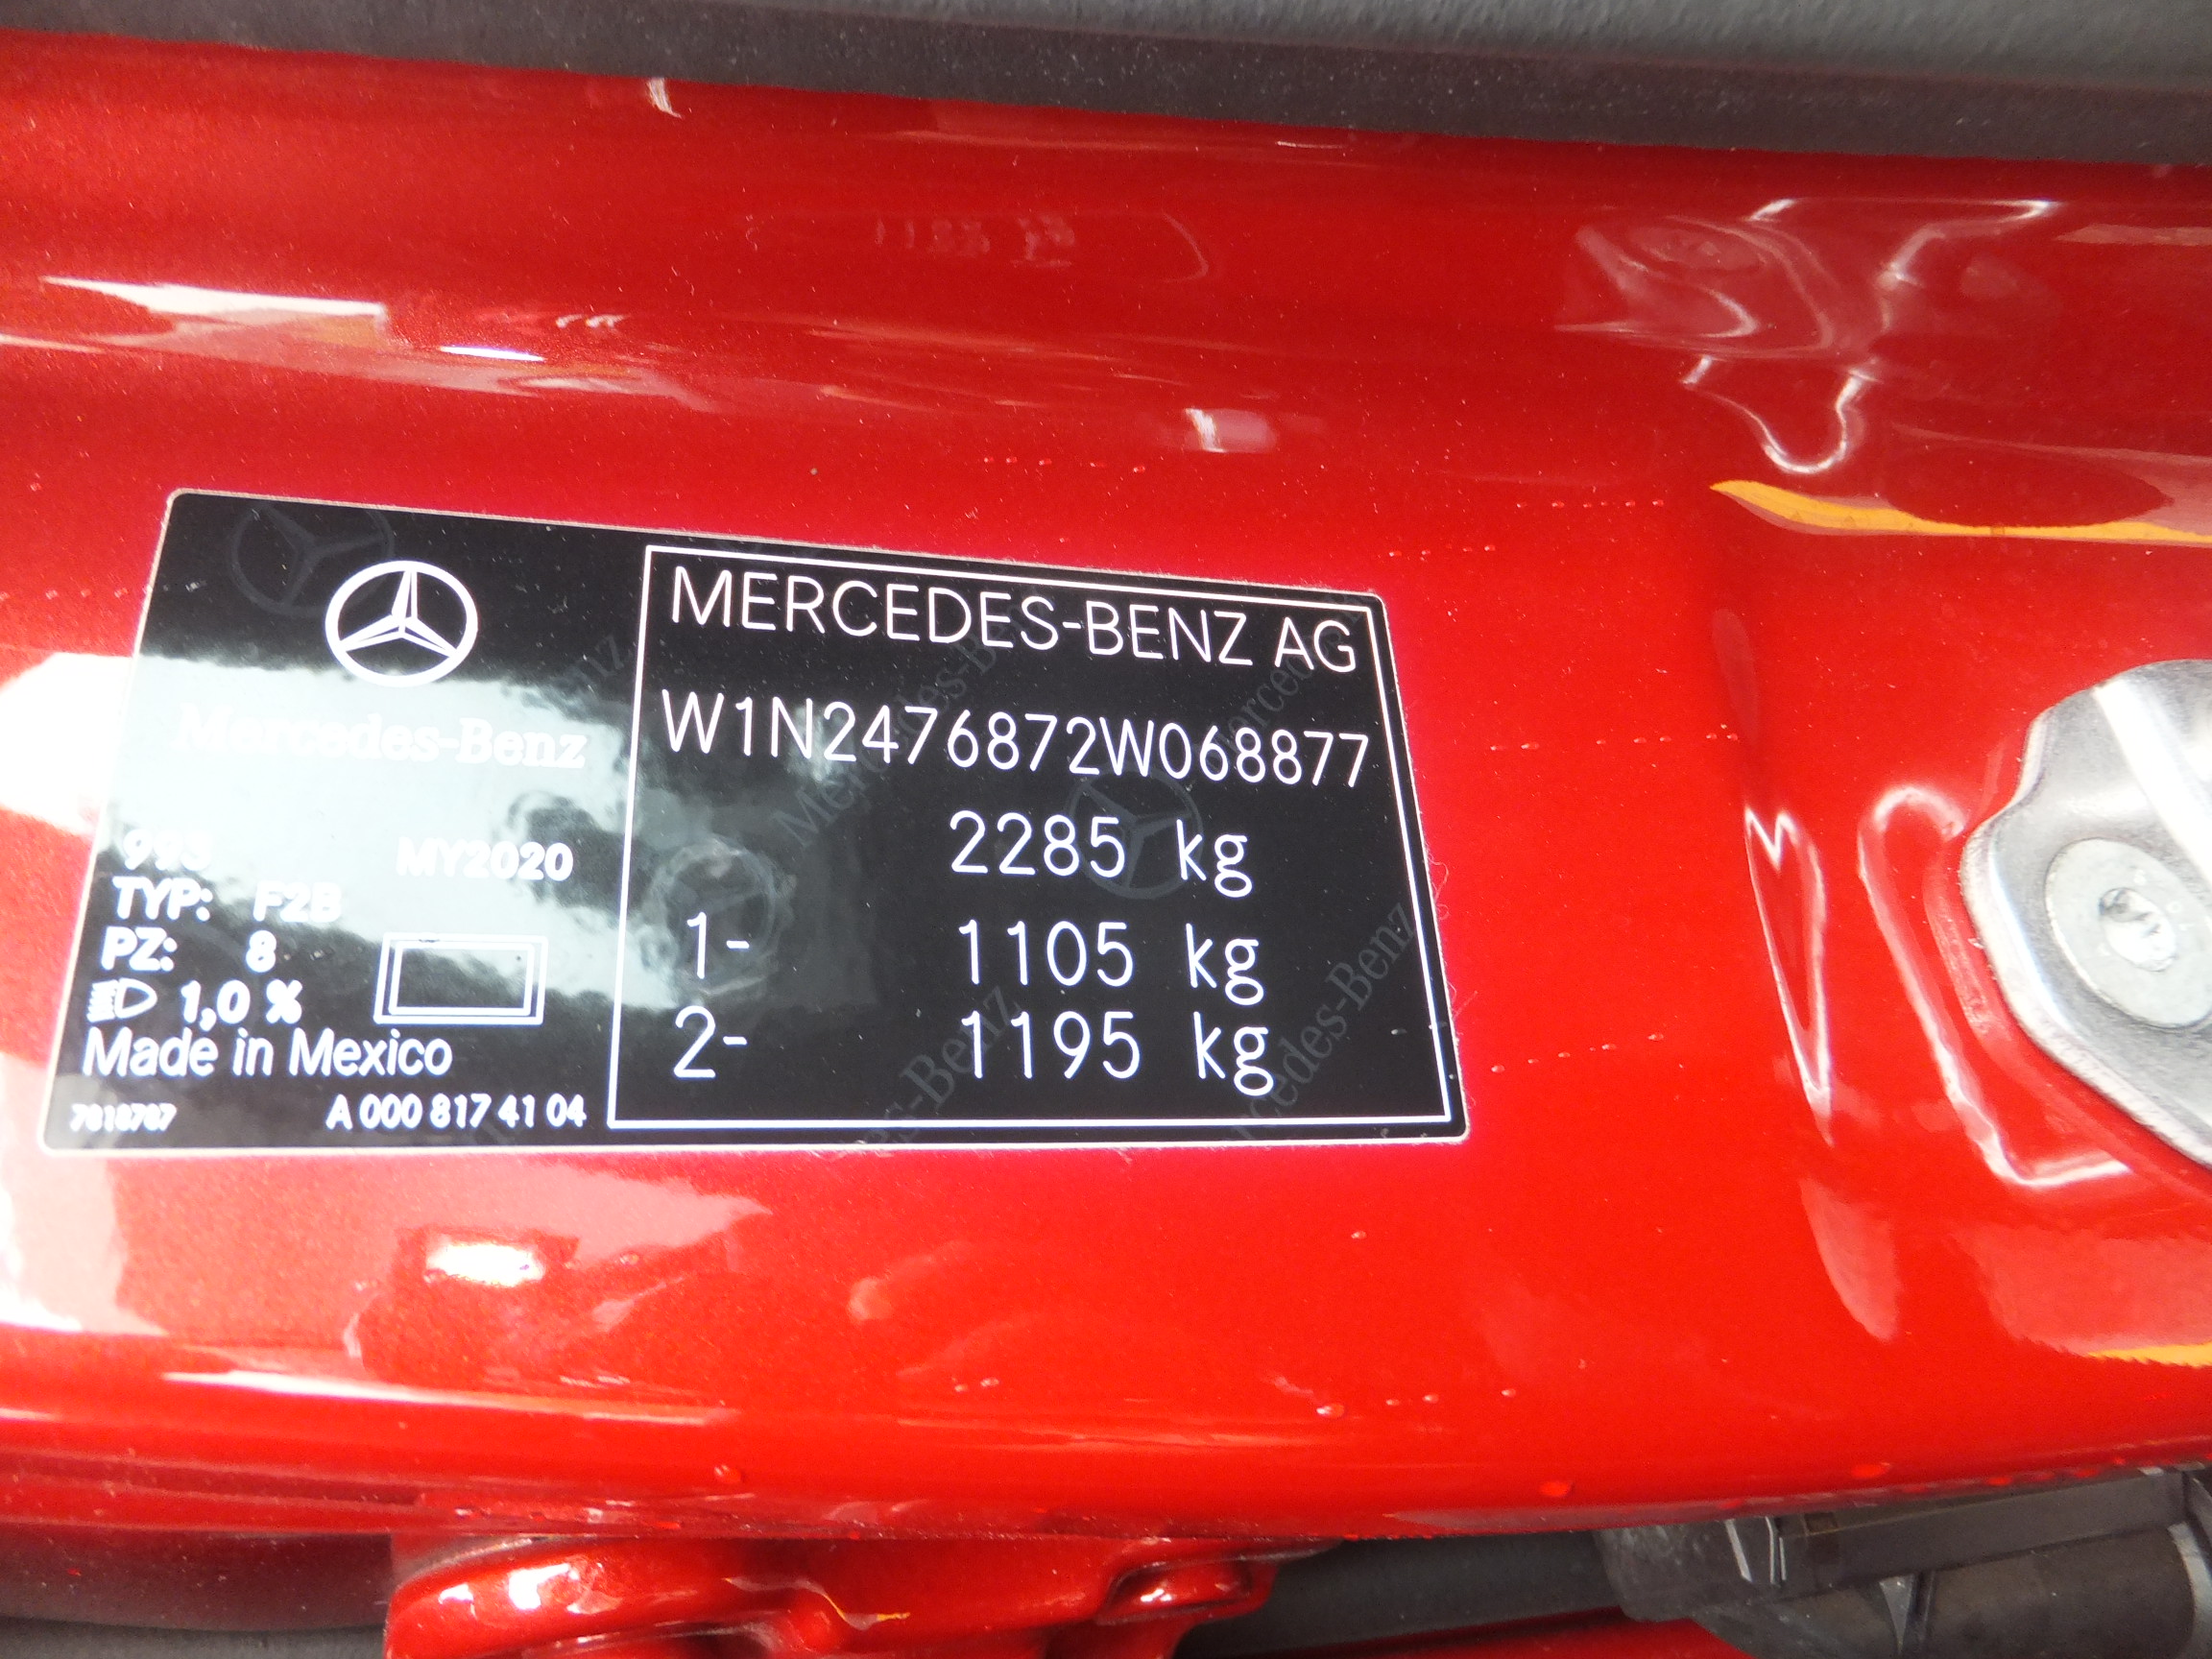 Mercedes-Benz
993 MY2020
TYP: F2B
PZ: 8
1,0 %
Made in Mexico
A 000 817 41 04
MERCEDES-BENZ AG
W1N2476872W068877
2285 kg
1- 1105 kg
2- 1195 kg